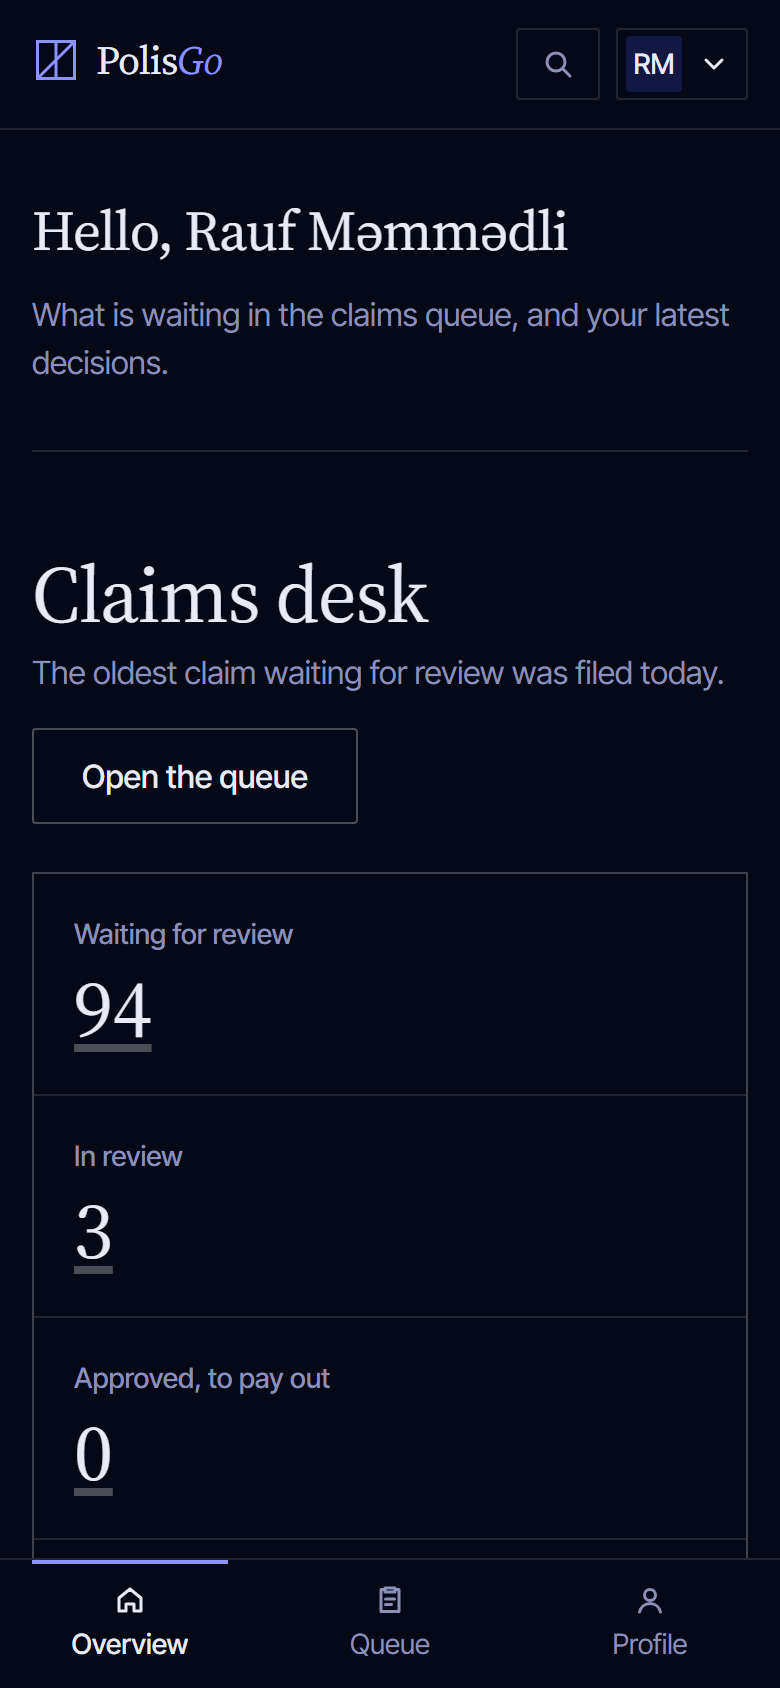 PolisGo
RM
Hello, Rauf Məmmədli
What is waiting in the claims queue, and your latest
decisions.
Claims desk
The oldest claim waiting for review was filed today.
Open the queue
Waiting for review
94
In review
3
Approved, to pay out
0
Overview
Queue
Profile